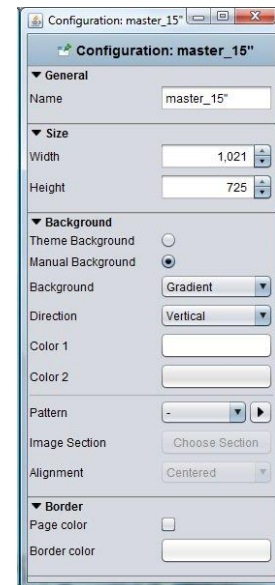 Configuration: master_15"
Configuration: master_15"
▼ General
Name master_15"
▼ Size
Width 1,021
Height 725
▼ Background
Theme Background
Manual Background
Background Gradient
Direction Vertical
Color 1
Color 2
Pattern -
Image Section Choose Section
Alignment Centered
▼ Border
Page color
Border color